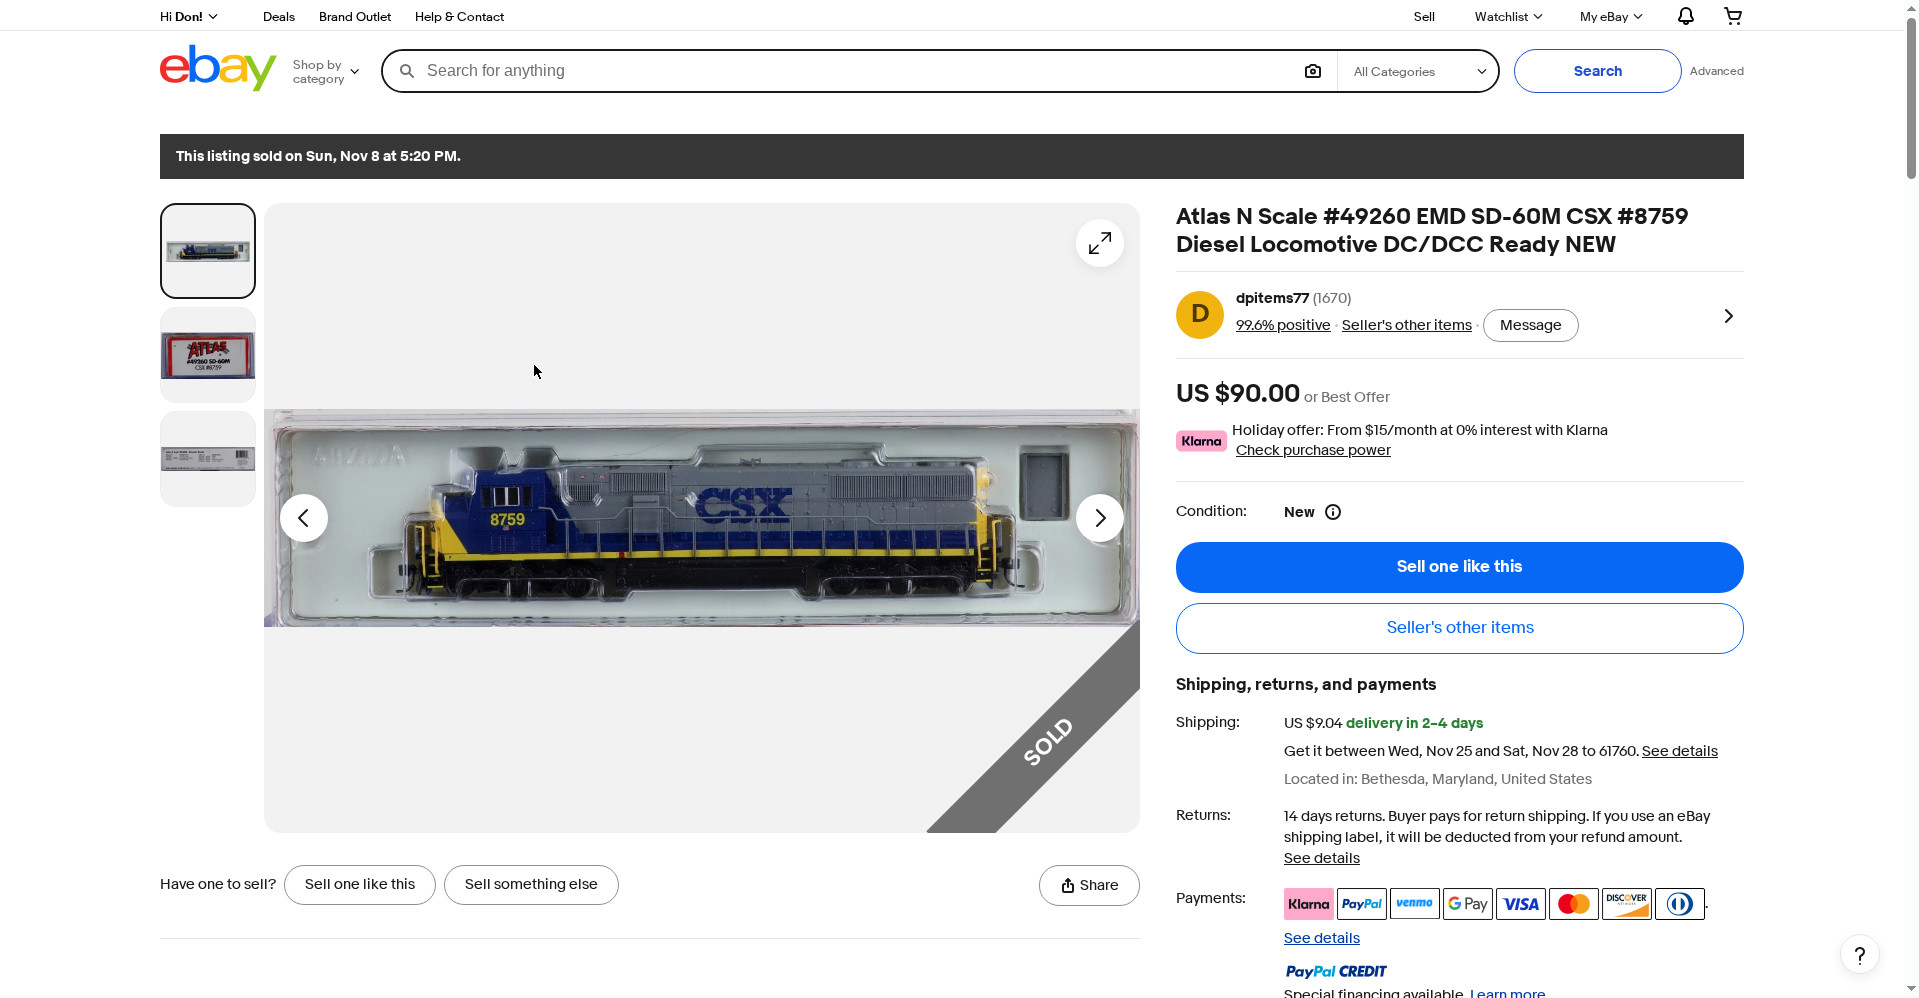 Hi Don!
Deals
Brand Outlet
Help & Contact
Sell
Watchlist
My eBay
ebay
Shop by category
Search for anything
All Categories
Search
Advanced
This listing sold on Sun, Nov 8 at 5:20 PM.
ATLAS
#49260 SD-60M
CSX #8759
8759
CSX
SOLD
Have one to sell?
Sell one like this
Sell something else
Share
Atlas N Scale #49260 EMD SD-60M CSX #8759
Diesel Locomotive DC/DCC Ready NEW
D
dpitems77 (1670)
99.6% positive · Seller's other items · Message
US $90.00 or Best Offer
Klarna Holiday offer: From $15/month at 0% interest with Klarna
Check purchase power
Condition: New
Sell one like this
Seller's other items
Shipping, returns, and payments
Shipping: US $9.04 delivery in 2–4 days
Get it between Wed, Nov 25 and Sat, Nov 28 to 61760. See details
Located in: Bethesda, Maryland, United States
Returns: 14 days returns. Buyer pays for return shipping. If you use an eBay
shipping label, it will be deducted from your refund amount.
See details
Payments: Klarna PayPal venmo G Pay VISA DISCOVER
See details
PayPal CREDIT
Special financing available. Learn more
?